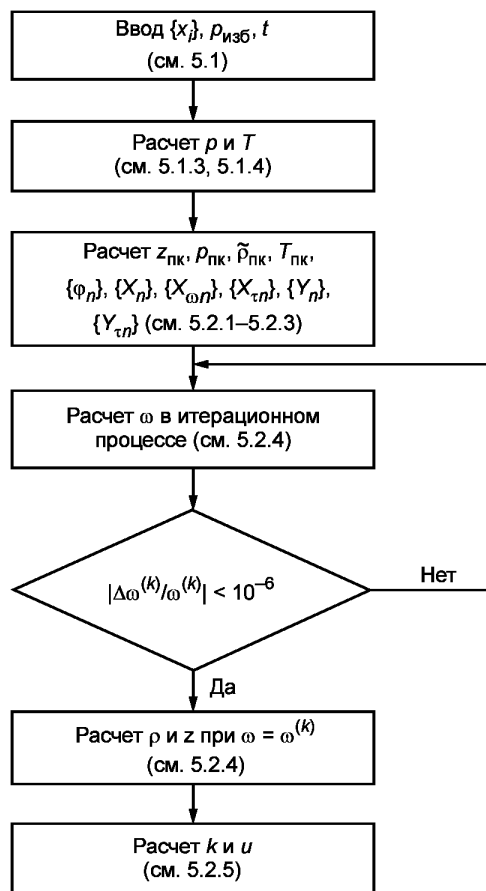 Ввод {xᵢ}, pизб, t
(см. 5.1)
Расчет p и T
(см. 5.1.3, 5.1.4)
Расчет zпк, pпк, ρ̃пк, Tпк,
{φn}, {Xn}, {Xωn}, {Xτn}, {Yn},
{Yτn} (см. 5.2.1–5.2.3)
Расчет ω в итерационном
процессе (см. 5.2.4)
|Δω⁽ᵏ⁾/ω⁽ᵏ⁾| < 10⁻⁶
Нет
Да
Расчет ρ и z при ω = ω⁽ᵏ⁾
(см. 5.2.4)
Расчет k и u
(см. 5.2.5)